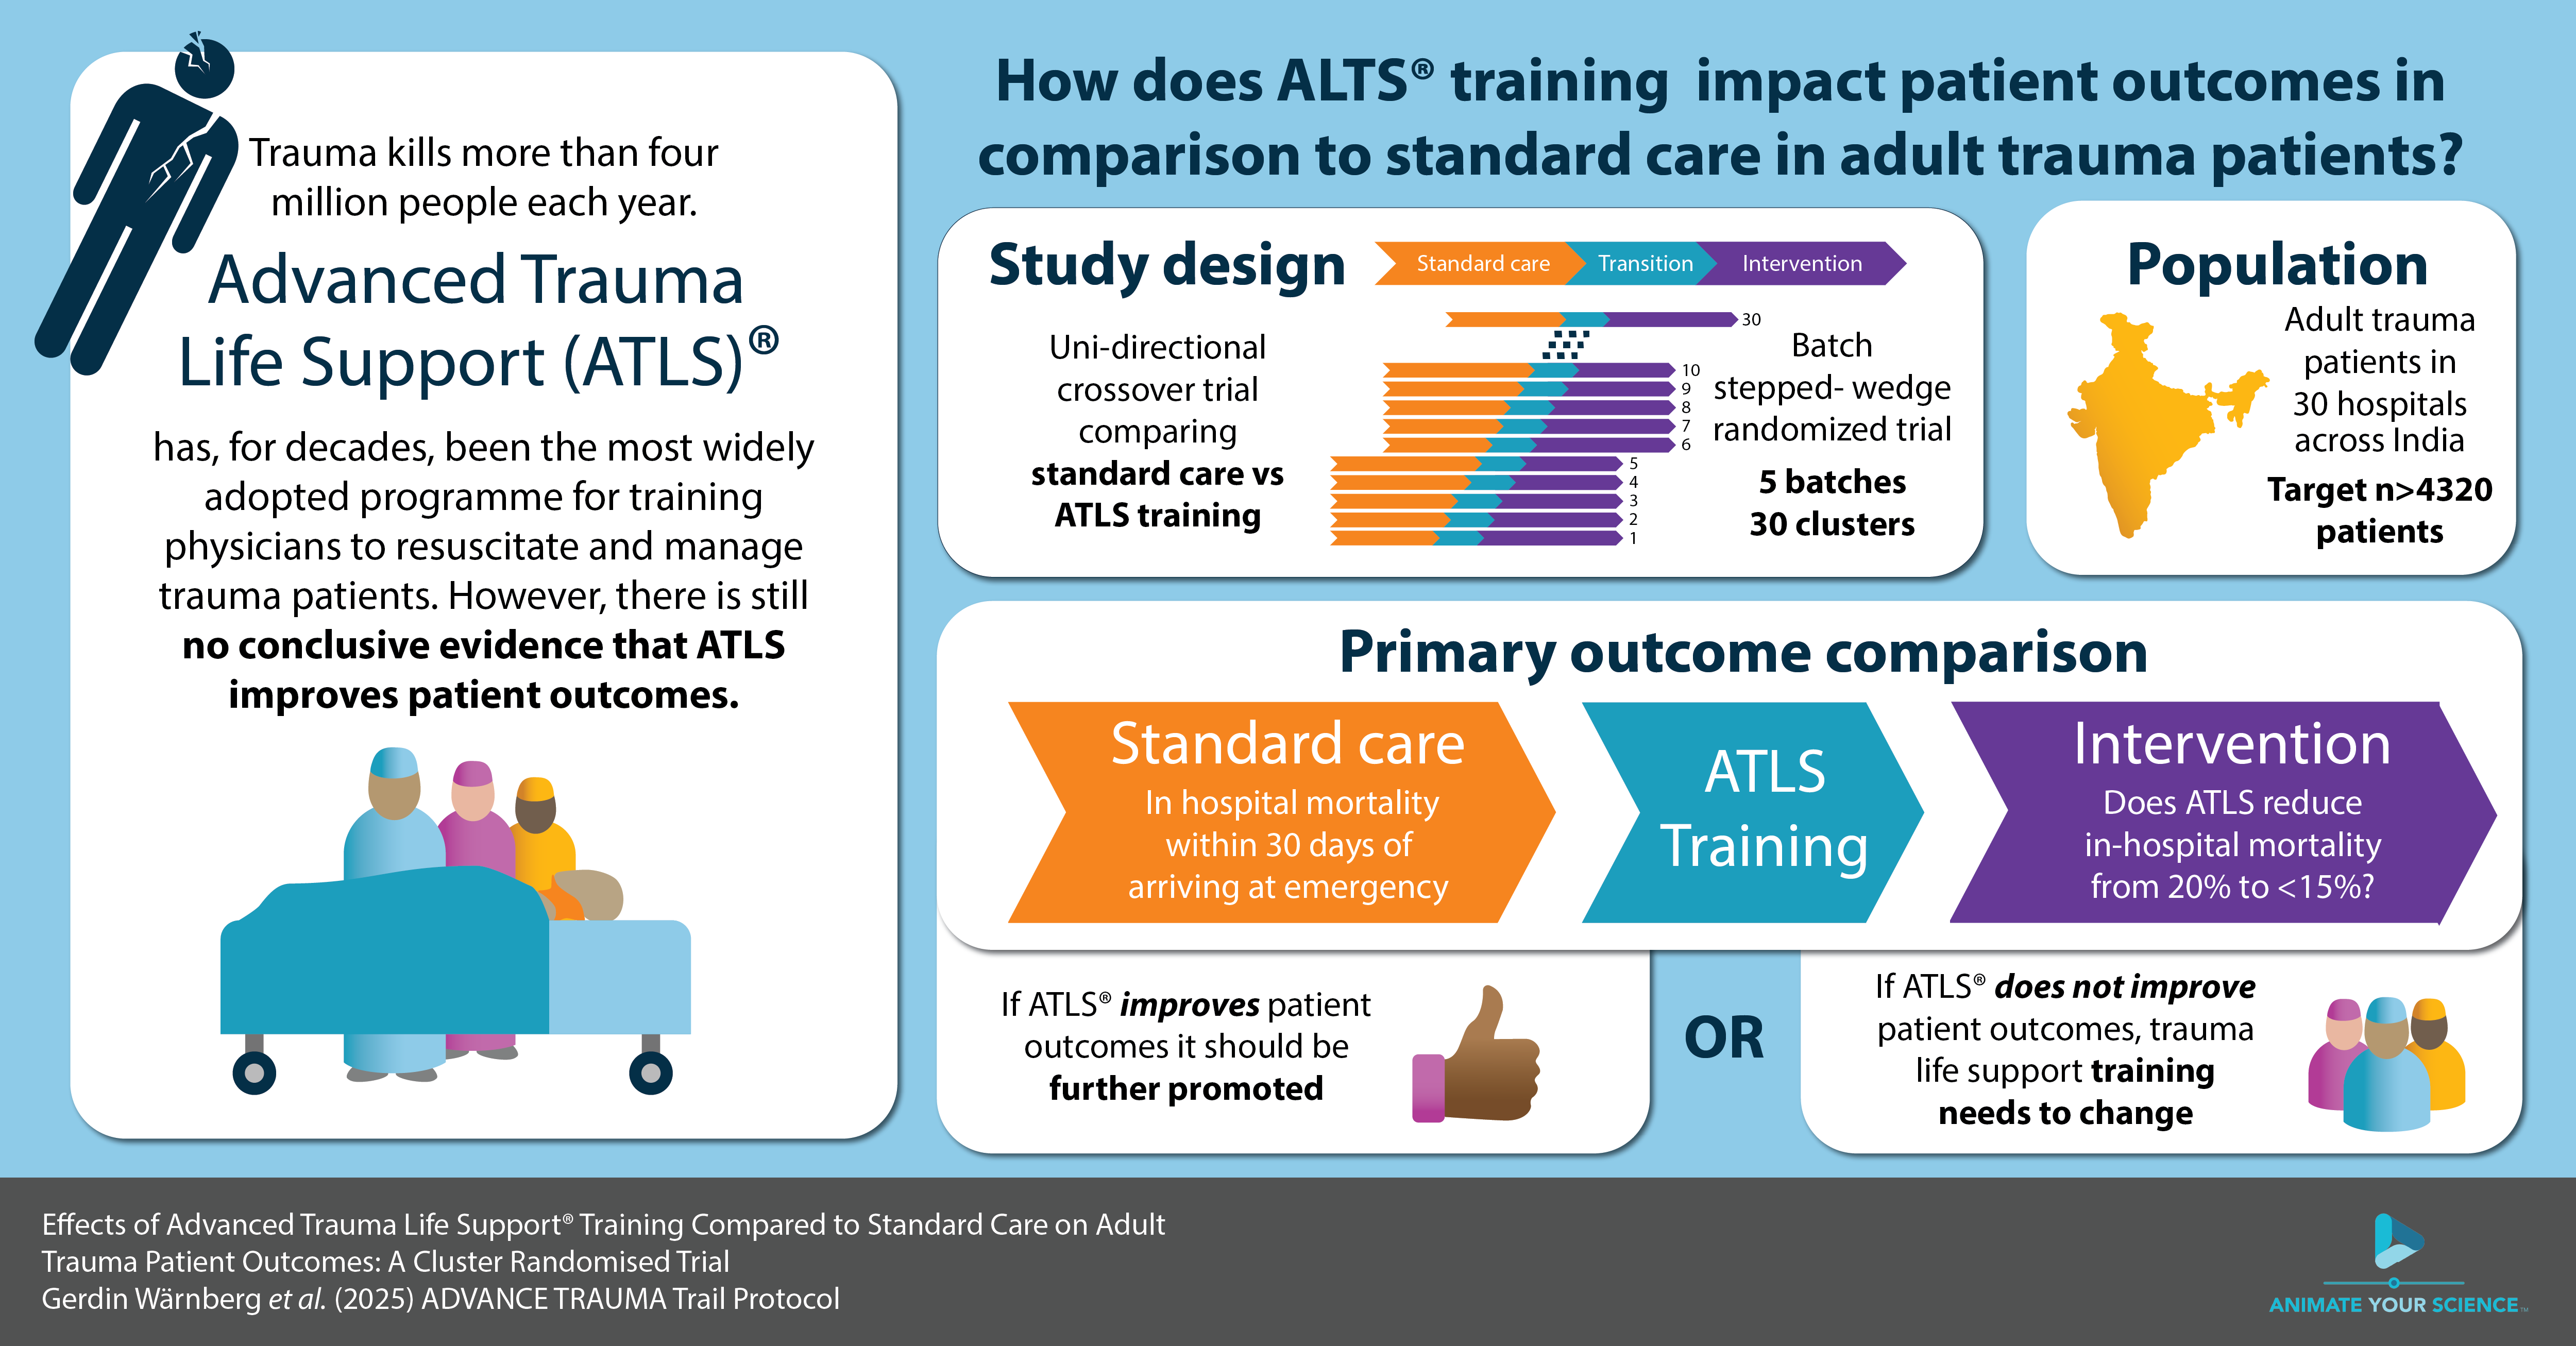 Trauma kills more than four
million people each year.
Advanced Trauma
Life Support (ATLS)®
has, for decades, been the most widely
adopted programme for training
physicians to resuscitate and manage
trauma patients. However, there is still
no conclusive evidence that ATLS
improves patient outcomes.
How does ALTS® training  impact patient outcomes in
comparison to standard care in adult trauma patients?
Study design
Standard care
Transition
Intervention
Uni-directional
crossover trial
comparing
standard care vs
ATLS training
30
10
9
8
7
6
5
4
3
2
1
Batch
stepped- wedge
randomized trial
5 batches
30 clusters
Population
Adult trauma
patients in
30 hospitals
across India
Target n>4320
patients
Primary outcome comparison
Standard care
In hospital mortality
within 30 days of
arriving at emergency
ATLS
Training
Intervention
Does ATLS reduce
in-hospital mortality
from 20% to <15%?
If ATLS® improves patient
outcomes it should be
further promoted
OR
If ATLS® does not improve
patient outcomes, trauma
life support training
needs to change
Effects of Advanced Trauma Life Support® Training Compared to Standard Care on Adult
Trauma Patient Outcomes: A Cluster Randomised Trial
Gerdin Wärnberg et al. (2025) ADVANCE TRAUMA Trail Protocol
ANIMATE YOUR SCIENCE™